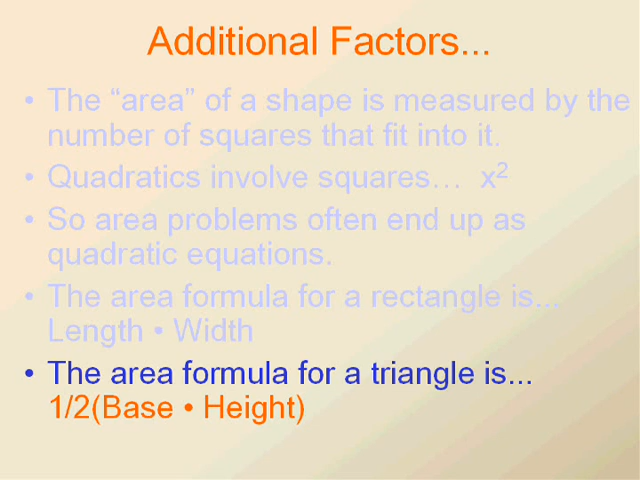 Additional Factors...
• The “area” of a shape is measured by the
number of squares that fit into it.
• Quadratics involve squares… x²
• So area problems often end up as
quadratic equations.
• The area formula for a rectangle is...
Length • Width
• The area formula for a triangle is...
1/2(Base • Height)